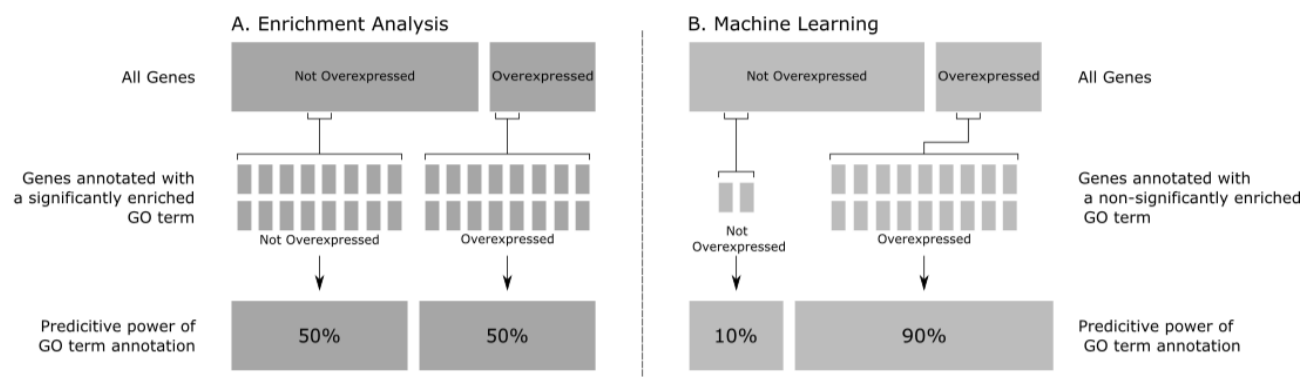 A. Enrichment Analysis
All Genes
Not Overexpressed
Overexpressed
Genes annotated with
a significantly enriched
GO term
Not Overexpressed
Overexpressed
Predicitive power of
GO term annotation
50%
50%
B. Machine Learning
Not Overexpressed
Overexpressed
All Genes
Not
Overexpressed
Overexpressed
Genes annotated with
a non-significantly enriched
GO term
10%
90%
Predicitive power of
GO term annotation